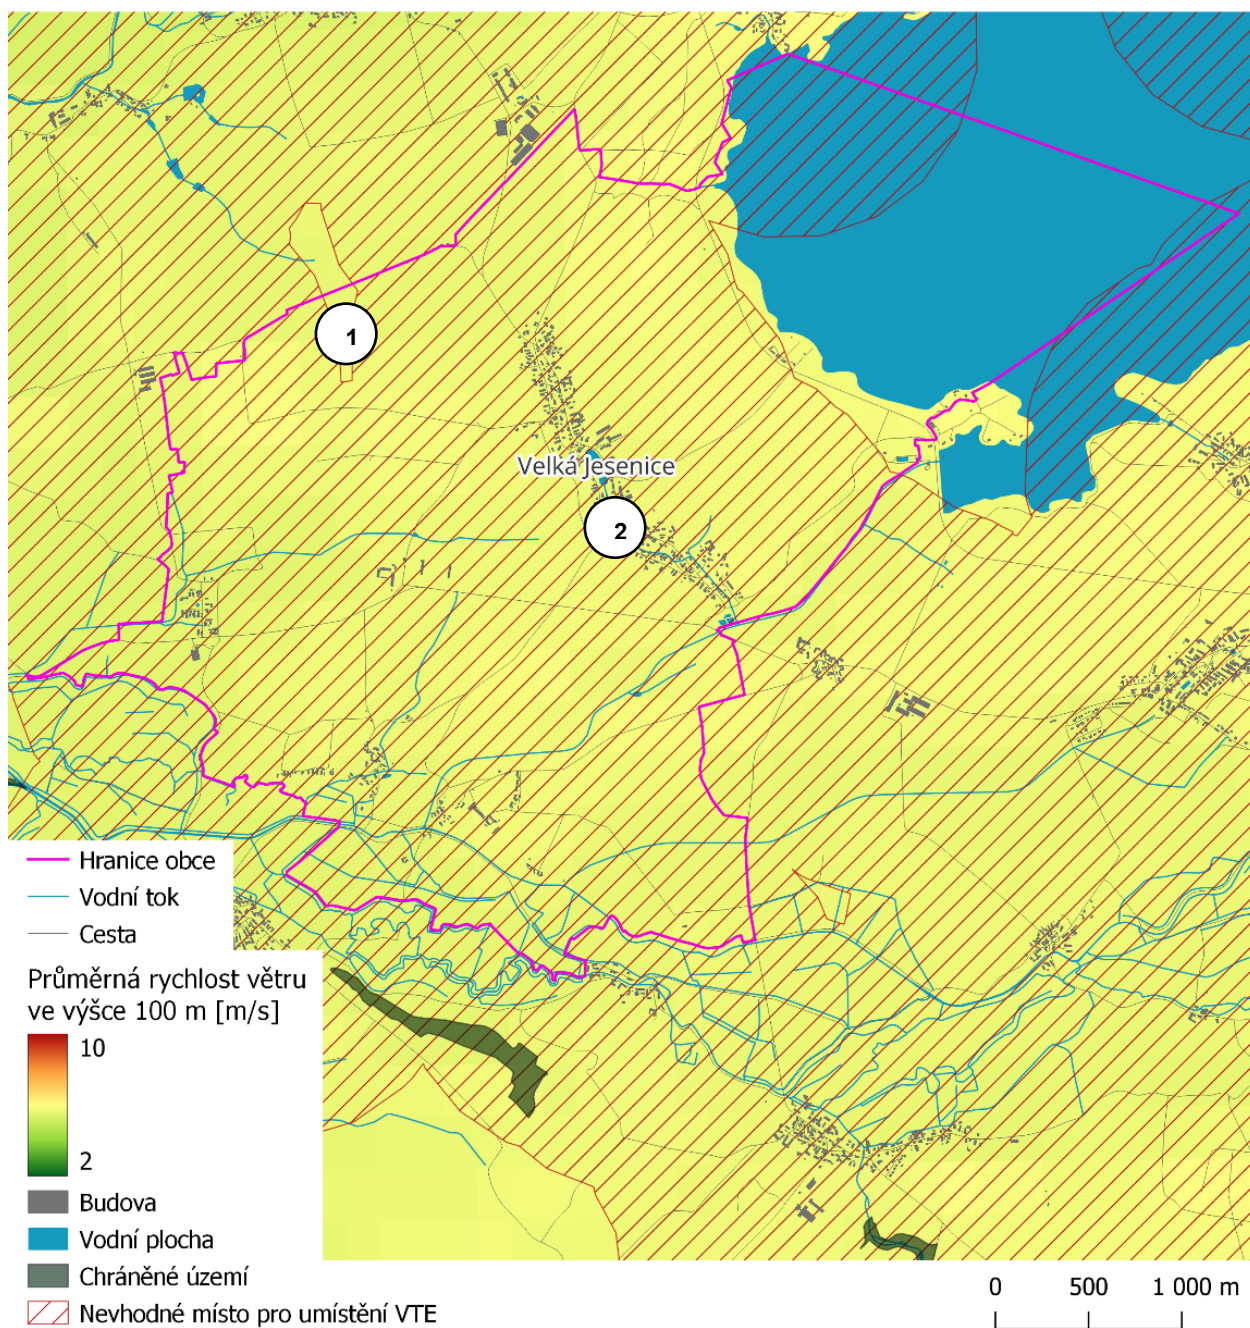 1
Velká Jesenice
2
Hranice obce
Vodní tok
Cesta
Průměrná rychlost větru
ve výšce 100 m [m/s]
10
2
Budova
Vodní plocha
Chráněné území
Nevhodné místo pro umístění VTE
0 500 1 000 m